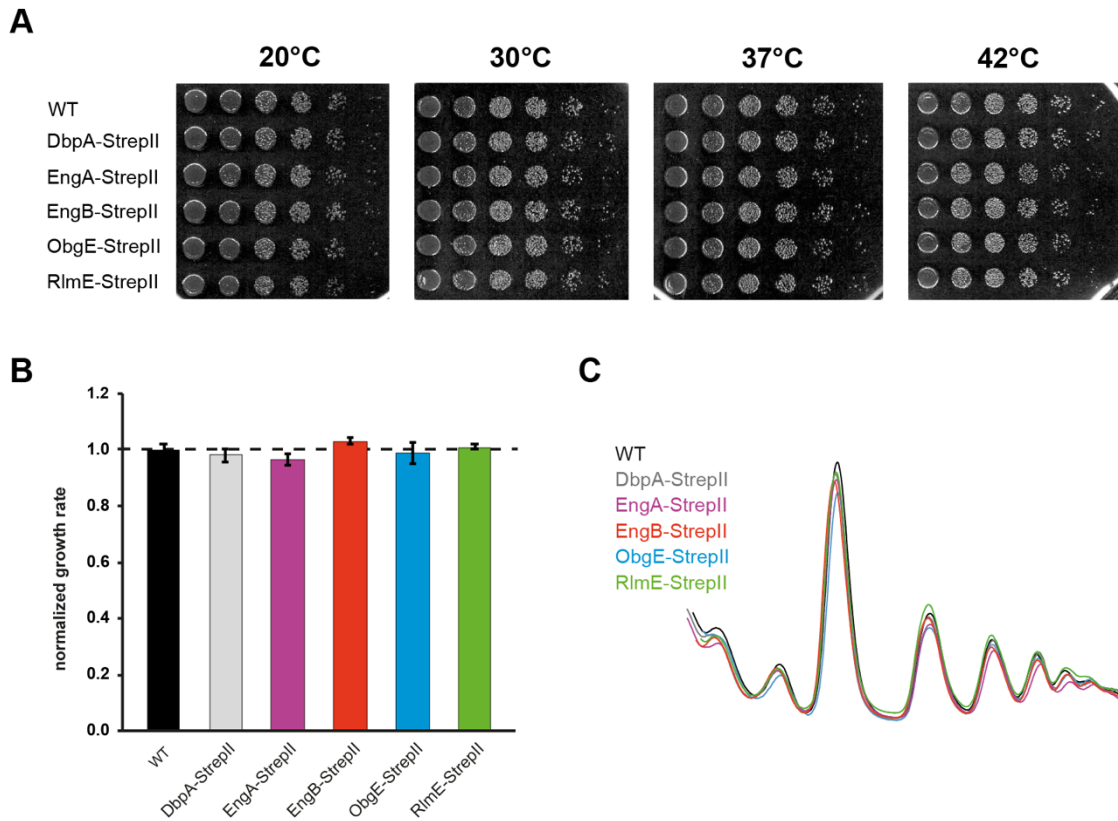 A
20°C 30°C 37°C 42°C
WT
DbpA-StrepII
EngA-StrepII
EngB-StrepII
ObgE-StrepII
RlmE-StrepII
B
normalized growth rate
1.2
1.0
0.8
0.6
0.4
0.2
0.0
WT
DbpA-StrepII
EngA-StrepII
EngB-StrepII
ObgE-StrepII
RlmE-StrepII
C
WT
DbpA-StrepII
EngA-StrepII
EngB-StrepII
ObgE-StrepII
RlmE-StrepII